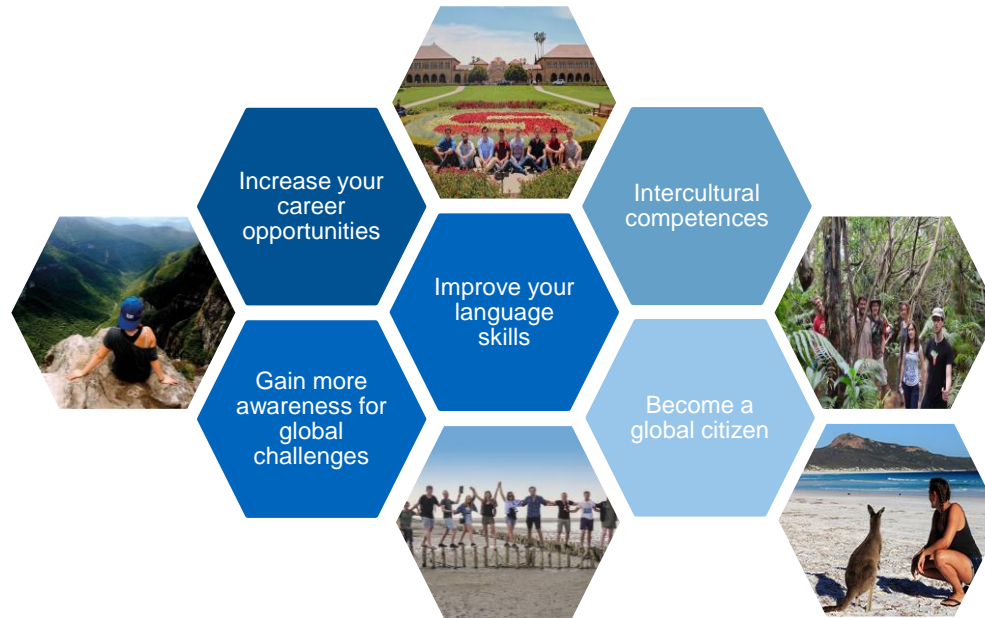 Increase your
career
opportunities
Intercultural
competences
Improve your
language
skills
Gain more
awareness for
global
challenges
Become a
global citizen